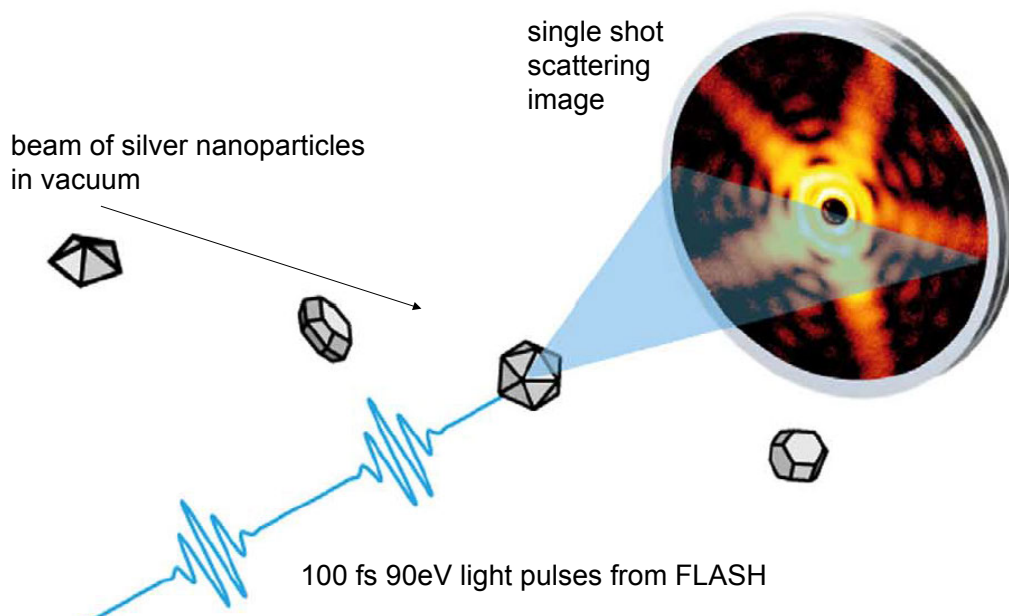 single shot
scattering
image
beam of silver nanoparticles
in vacuum
100 fs 90eV light pulses from FLASH